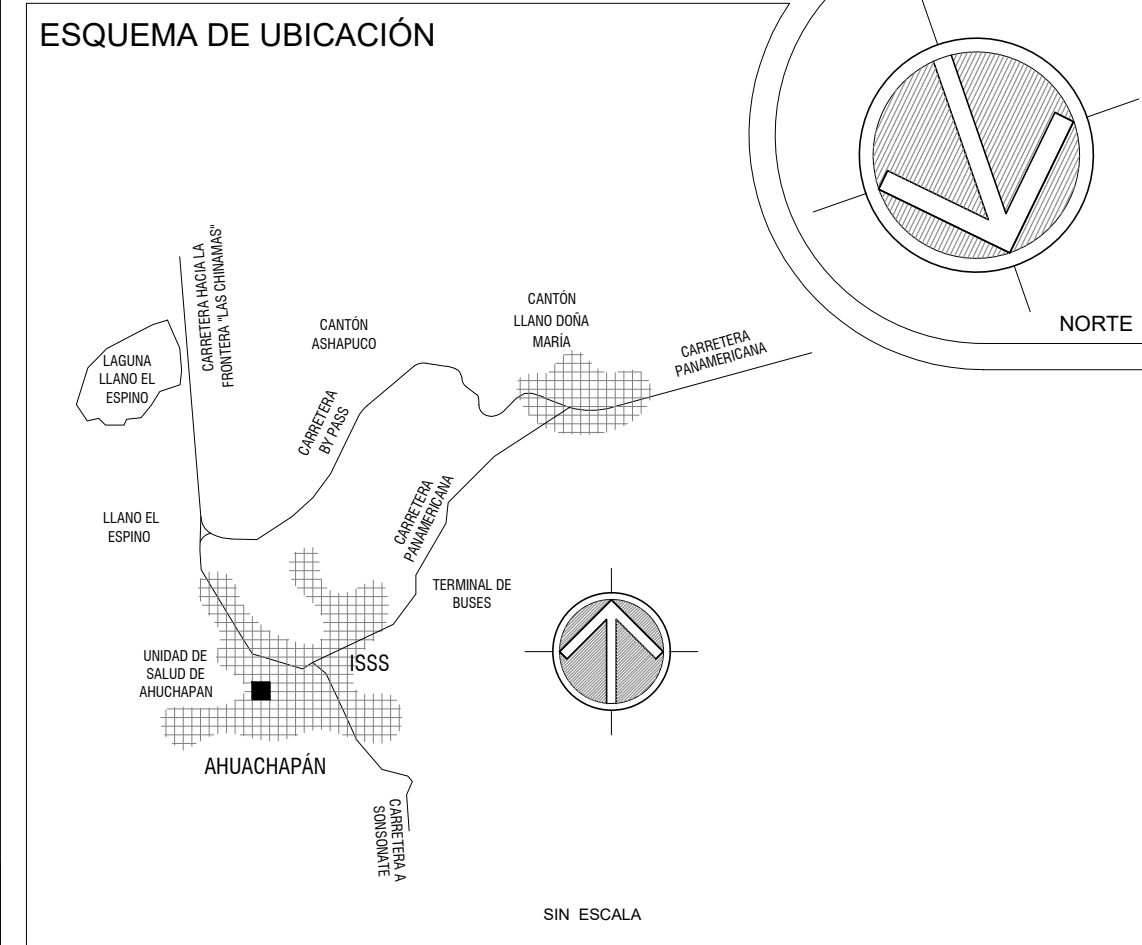 ESQUEMA DE UBICACIÓN
NORTE
CARRETERA HACIA LA
FRONTERA "LAS CHINAMAS"
LAGUNA
LLANO EL
ESPINO
CANTÓN
ASHAPUCO
CANTÓN
LLANO DOÑA
MARÍA
CARRETERA
PANAMERICANA
CARRETERA
BY PASS
CARRETERA
PANAMERICANA
LLANO EL
ESPINO
TERMINAL DE
BUSES
UNIDAD DE
SALUD DE
AHUCHAPAN
ISSS
AHUACHAPÁN
CARRETERA A
SONSONATE
SIN ESCALA